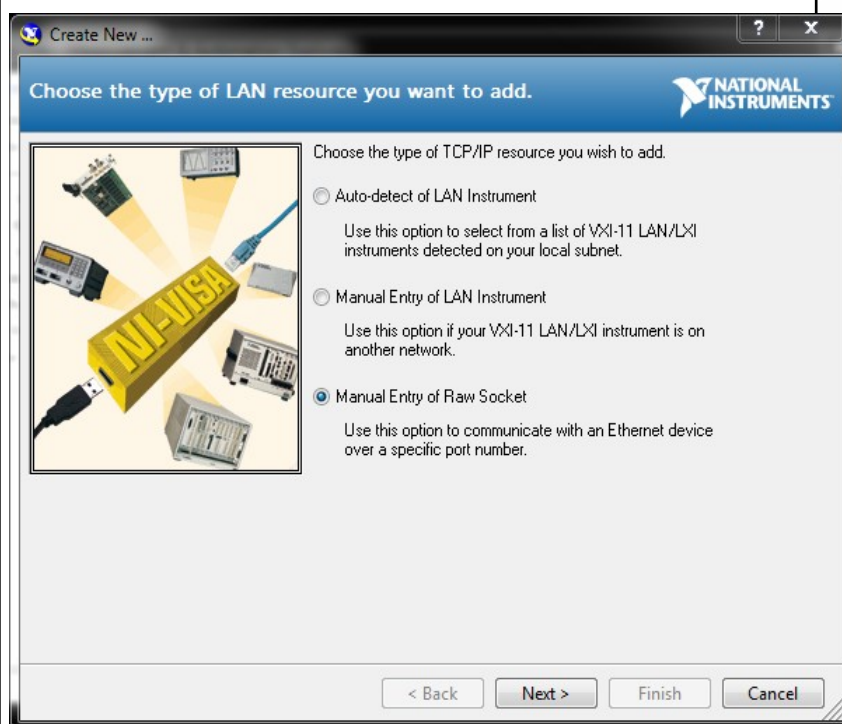 Create New ...
Choose the type of LAN resource you want to add.
NATIONAL
INSTRUMENTS
Choose the type of TCP/IP resource you wish to add.
Auto-detect of LAN Instrument
Use this option to select from a list of VXI-11 LAN/LXI
instruments detected on your local subnet.
Manual Entry of LAN Instrument
Use this option if your VXI-11 LAN/LXI instrument is on
another network.
Manual Entry of Raw Socket
Use this option to communicate with an Ethernet device
over a specific port number.
NI-VISA
< Back
Next >
Finish
Cancel